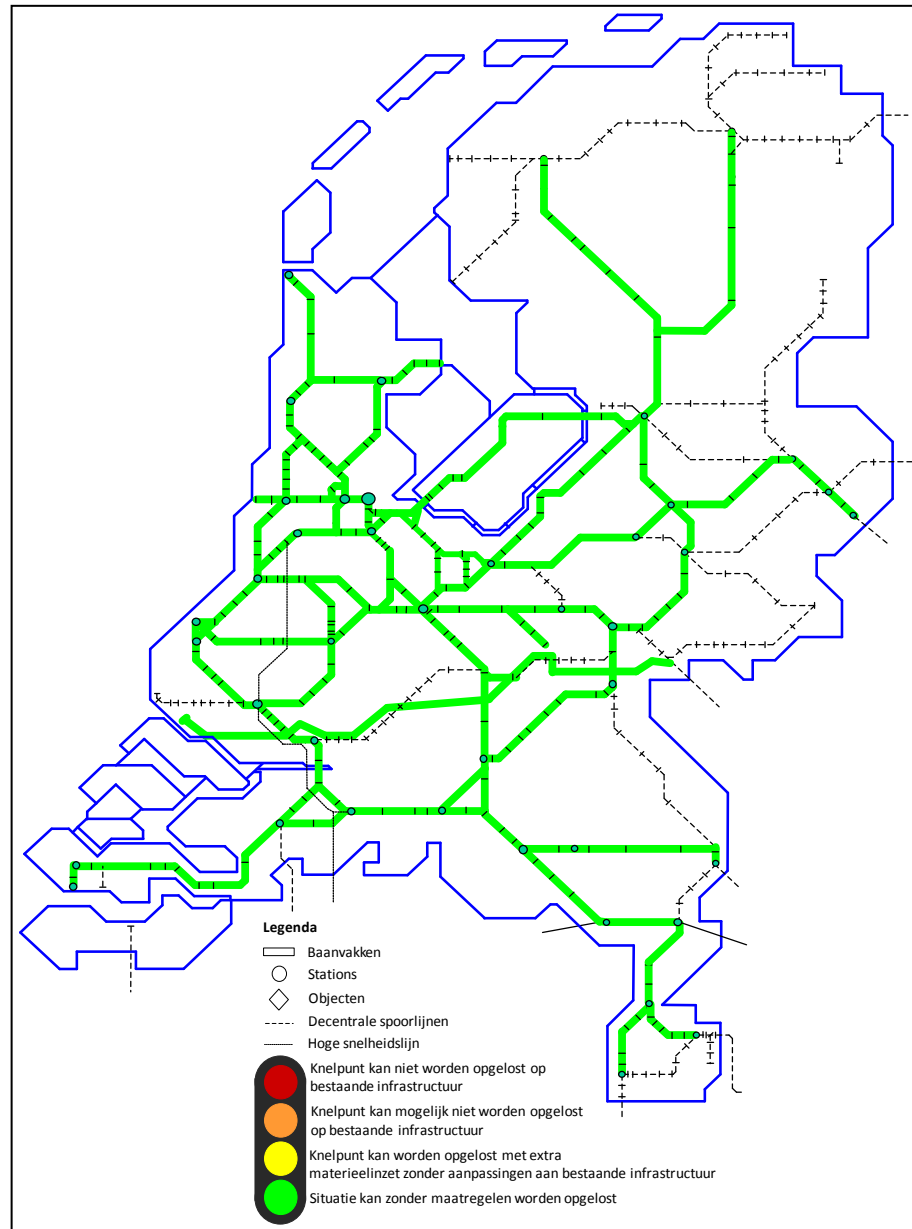 Legenda
Baanvakken
Stations
Objecten
Decentrale spoorlijnen
Hoge snelheidslijn
Knelpunt kan niet worden opgelost op
bestaande infrastructuur
Knelpunt kan mogelijk niet worden opgelost
op bestaande infrastructuur
Knelpunt kan worden opgelost met extra
materieelinzet zonder aanpassingen aan bestaande infrastructuur
Situatie kan zonder maatregelen worden opgelost